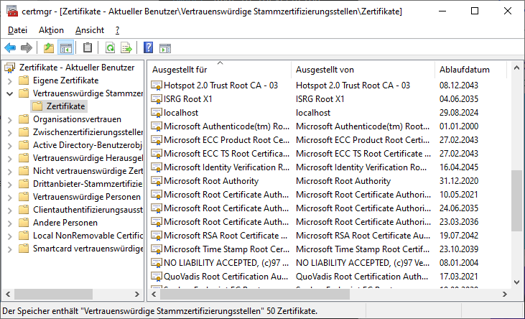 certmgr - [Zertifikate - Aktueller Benutzer\Vertrauenswürdige Stammzertifizierungsstellen\Zertifikate]
Datei Aktion Ansicht ?
Zertifikate - Aktueller Benutzer
Eigene Zertifikate
Vertrauenswürdige Stammze
Zertifikate
Organisationsvertrauen
Zwischenzertifizierungsstellen
Active Directory-Benutzerobj
Vertrauenswürdige Herausgel
Nicht vertrauenswürdige Zert
Drittanbieter-Stammzertifizie
Vertrauenswürdige Personen
Clientauthentifizierungsausst
Andere Personen
Local NonRemovable Certific
Smartcard vertrauenswürdige
Ausgestellt für Ausgestellt von Ablaufdatum
Hotspot 2.0 Trust Root CA - 03 Hotspot 2.0 Trust Root CA - 03 08.12.2043
ISRG Root X1 ISRG Root X1 04.06.2035
localhost localhost 29.08.2024
Microsoft Authenticode(tm) Ro... Microsoft Authenticode(tm) Root... 01.01.2000
Microsoft ECC Product Root Ce... Microsoft ECC Product Root Certi... 27.02.2043
Microsoft ECC TS Root Certifica... Microsoft ECC TS Root Certificate ... 27.02.2043
Microsoft Identity Verification R... Microsoft Identity Verification Ro... 16.04.2045
Microsoft Root Authority Microsoft Root Authority 31.12.2020
Microsoft Root Certificate Auth... Microsoft Root Certificate Authori... 10.05.2021
Microsoft Root Certificate Auth... Microsoft Root Certificate Authori... 24.06.2035
Microsoft Root Certificate Auth... Microsoft Root Certificate Authori... 23.03.2036
Microsoft RSA Root Certificate ... Microsoft RSA Root Certificate Au... 19.07.2042
Microsoft Time Stamp Root Cer... Microsoft Time Stamp Root Certif... 23.10.2039
NO LIABILITY ACCEPTED, (c)97 ... NO LIABILITY ACCEPTED, (c)97 Ve... 08.01.2004
QuoVadis Root Certification Au... QuoVadis Root Certification Auth... 17.03.2021
Der Speicher enthält "Vertrauenswürdige Stammzertifizierungsstellen" 50 Zertifikate.